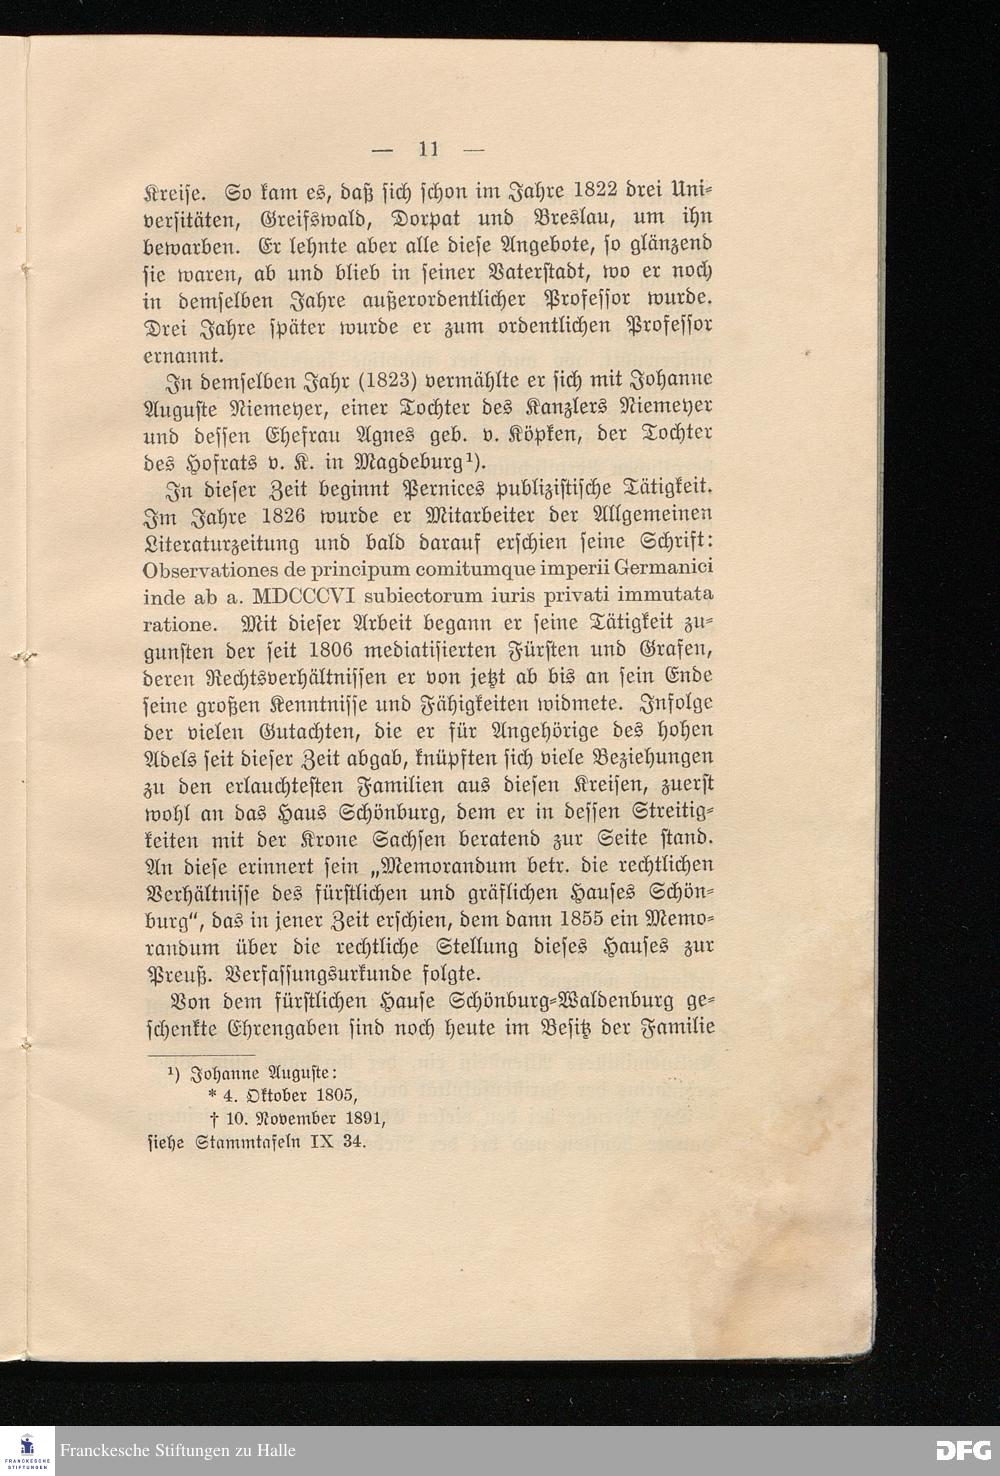 — 11 —
Kreise. So kam es, daß sich schon im Jahre 1822 drei Uni-
versitäten, Greifswald, Dorpat und Breslau, um ihn
bewarben. Er lehnte aber alle diese Angebote, so glänzend
sie waren, ab und blieb in seiner Vaterstadt, wo er noch
in demselben Jahre außerordentlicher Professor wurde.
Drei Jahre später wurde er zum ordentlichen Professor
ernannt.
In demselben Jahr (1823) vermählte er sich mit Johanne
Auguste Niemeyer, einer Tochter des Kanzlers Niemeyer
und dessen Ehefrau Agnes geb. v. Köpken, der Tochter
des Hofrats v. K. in Magdeburg¹).
In dieser Zeit beginnt Pernices publizistische Tätigkeit.
Im Jahre 1826 wurde er Mitarbeiter der Allgemeinen
Literaturzeitung und bald darauf erschien seine Schrift:
Observationes de principum comitumque imperii Germanici
inde ab a. MDCCCVI subiectorum iuris privati immutata
ratione. Mit dieser Arbeit begann er seine Tätigkeit zu-
gunsten der seit 1806 mediatisierten Fürsten und Grafen,
deren Rechtsverhältnissen er von jetzt ab bis an sein Ende
seine großen Kenntnisse und Fähigkeiten widmete. Infolge
der vielen Gutachten, die er für Angehörige des hohen
Adels seit dieser Zeit abgab, knüpften sich viele Beziehungen
zu den erlauchtesten Familien aus diesen Kreisen, zuerst
wohl an das Haus Schönburg, dem er in dessen Streitig-
keiten mit der Krone Sachsen beratend zur Seite stand.
An diese erinnert sein „Memorandum betr. die rechtlichen
Verhältnisse des fürstlichen und gräflichen Hauses Schön-
burg“, das in jener Zeit erschien, dem dann 1855 ein Memo-
randum über die rechtliche Stellung dieses Hauses zur
Preuß. Verfassungsurkunde folgte.
Von dem fürstlichen Hause Schönburg-Waldenburg ge-
schenkte Ehrengaben sind noch heute im Besitz der Familie
¹) Johanne Auguste:
* 4. Oktober 1805,
† 10. November 1891,
siehe Stammtafeln IX 34.
FRANCKESCHE
STIFTUNGEN
Franckesche Stiftungen zu Halle
DFG